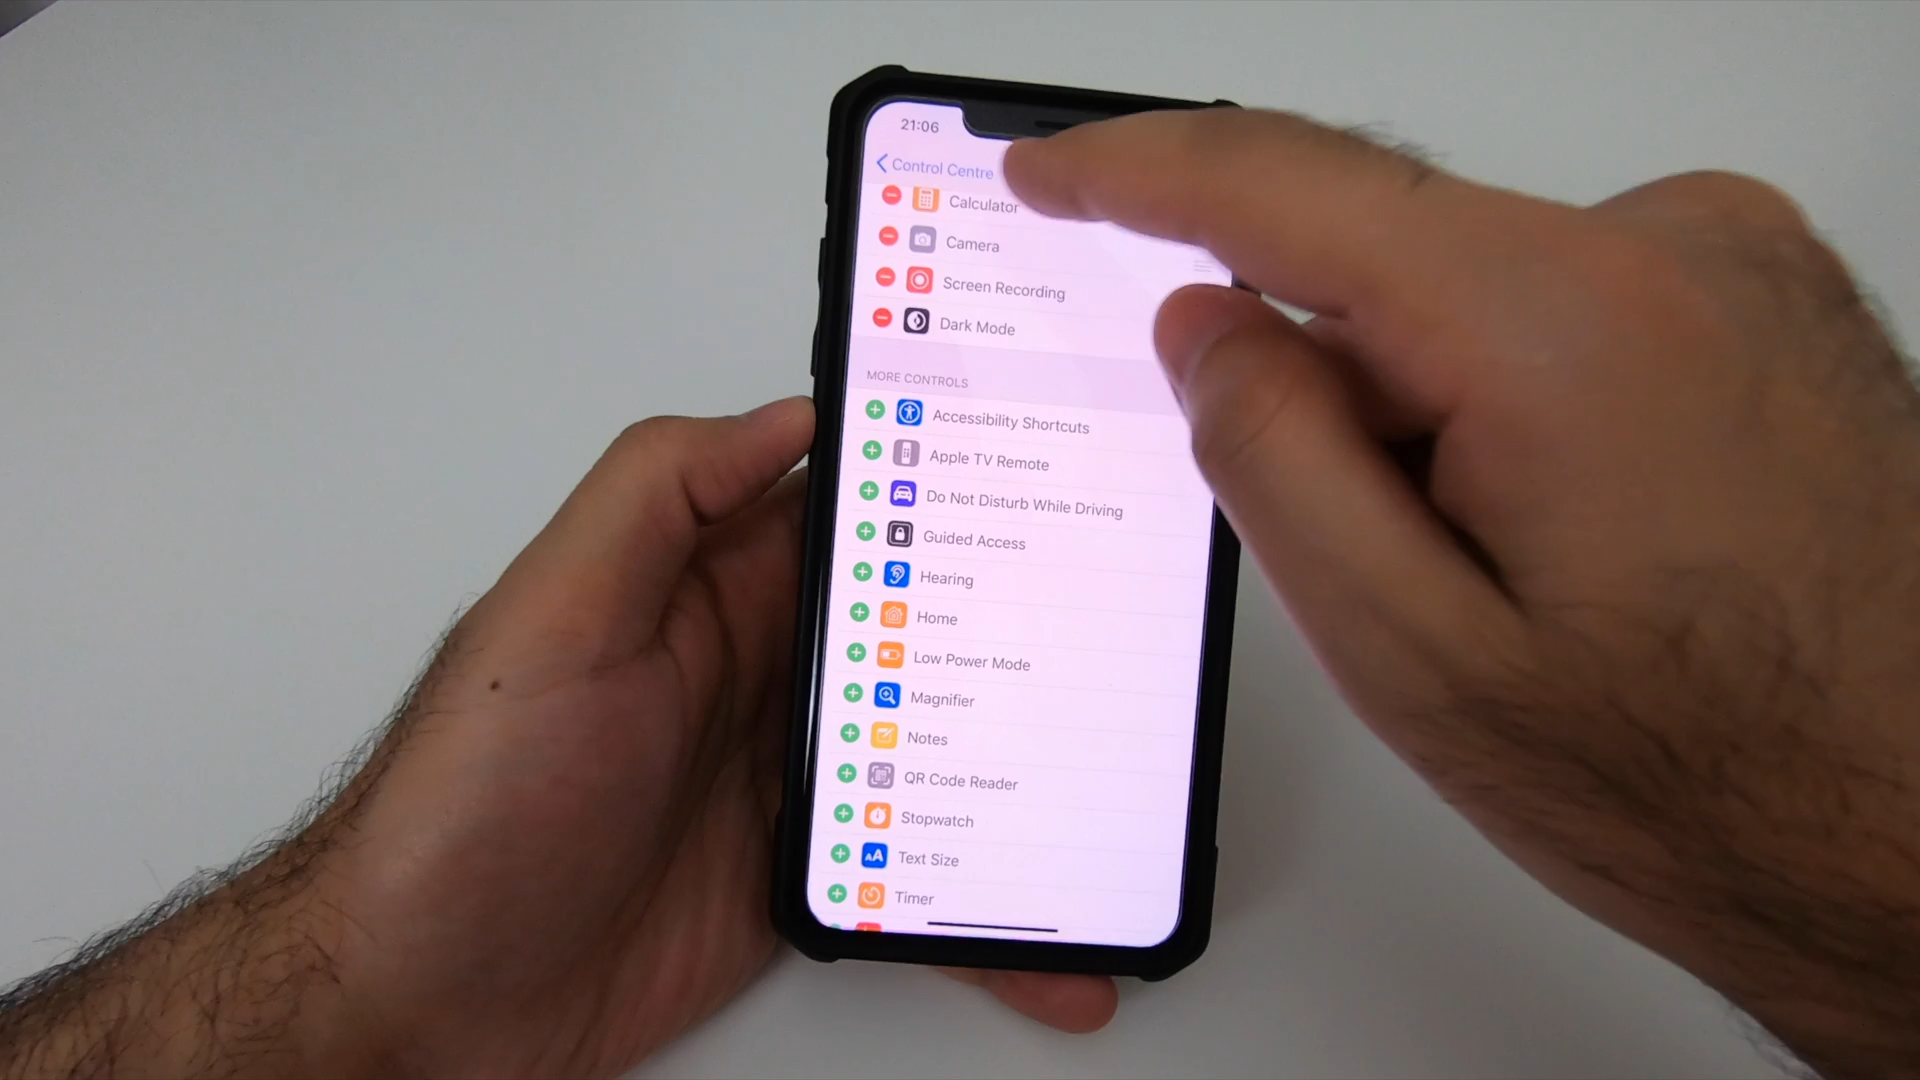 21:06
Control Centre
Calculator
Camera
Screen Recording
Dark Mode
MORE CONTROLS
Accessibility Shortcuts
Apple TV Remote
Do Not Disturb While Driving
Guided Access
Hearing
Home
Low Power Mode
Magnifier
Notes
QR Code Reader
Stopwatch
AA Text Size
Timer